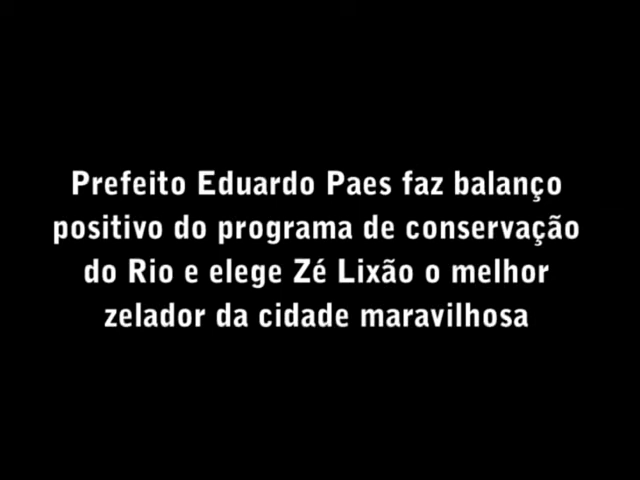 Prefeito Eduardo Paes faz balanço
positivo do programa de conservação
do Rio e elege Zé Lixão o melhor
zelador da cidade maravilhosa